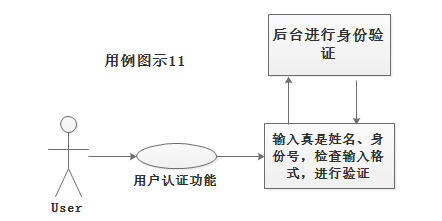 后台进行身份验
证
用例图示11
输入真是姓名、身
份号，检查输入格
式，进行验证
用户认证功能
User